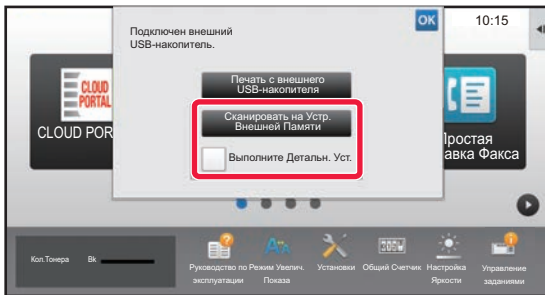 Подключен внешний
USB-накопитель.
OK
10:15
Печать с внешнего
USB-накопителя
Сканировать на Устр.
Внешней Памяти
Выполните Детальн. Уст.
CLOUD
PORTAL
CLOUD POR
Простая
авка Факса
Кол.Тонера Bk
Руководство по
эксплуатации
Режим Увелич.
Показа
Установки
Общий Счетчик
Настройка
Яркости
Управление
заданиями